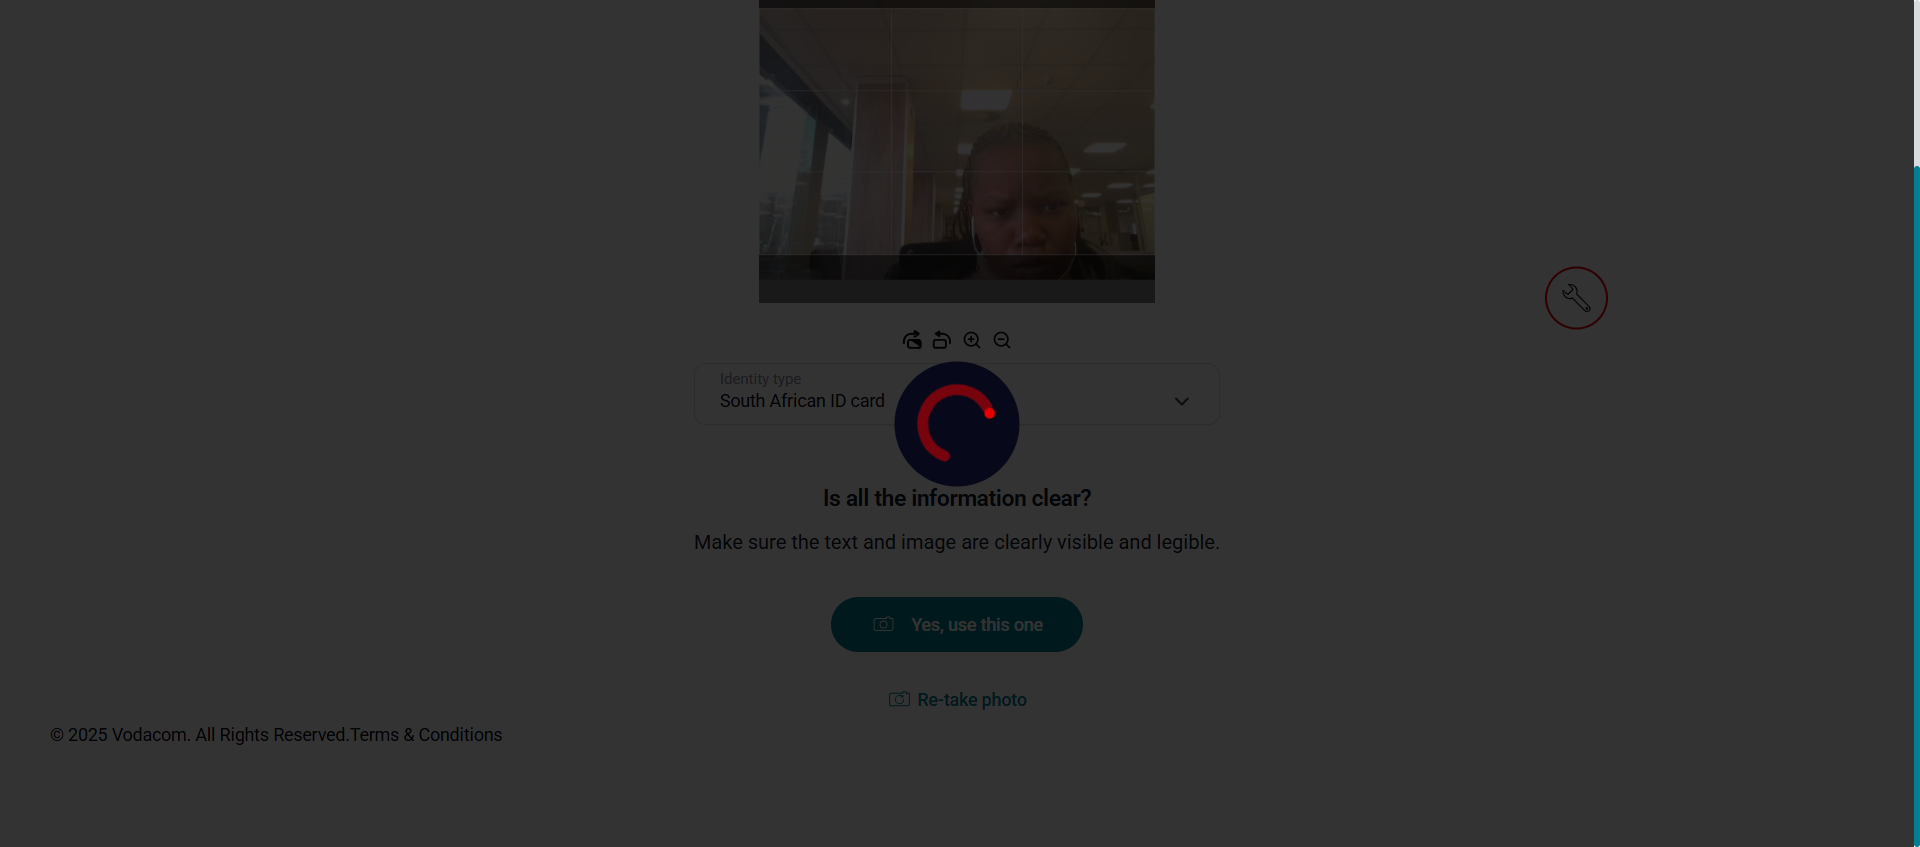 Identity type
South African ID card
Is all the information clear?
Make sure the text and image are clearly visible and legible.
Yes, use this one
Re-take photo
© 2025 Vodacom. All Rights Reserved.Terms & Conditions